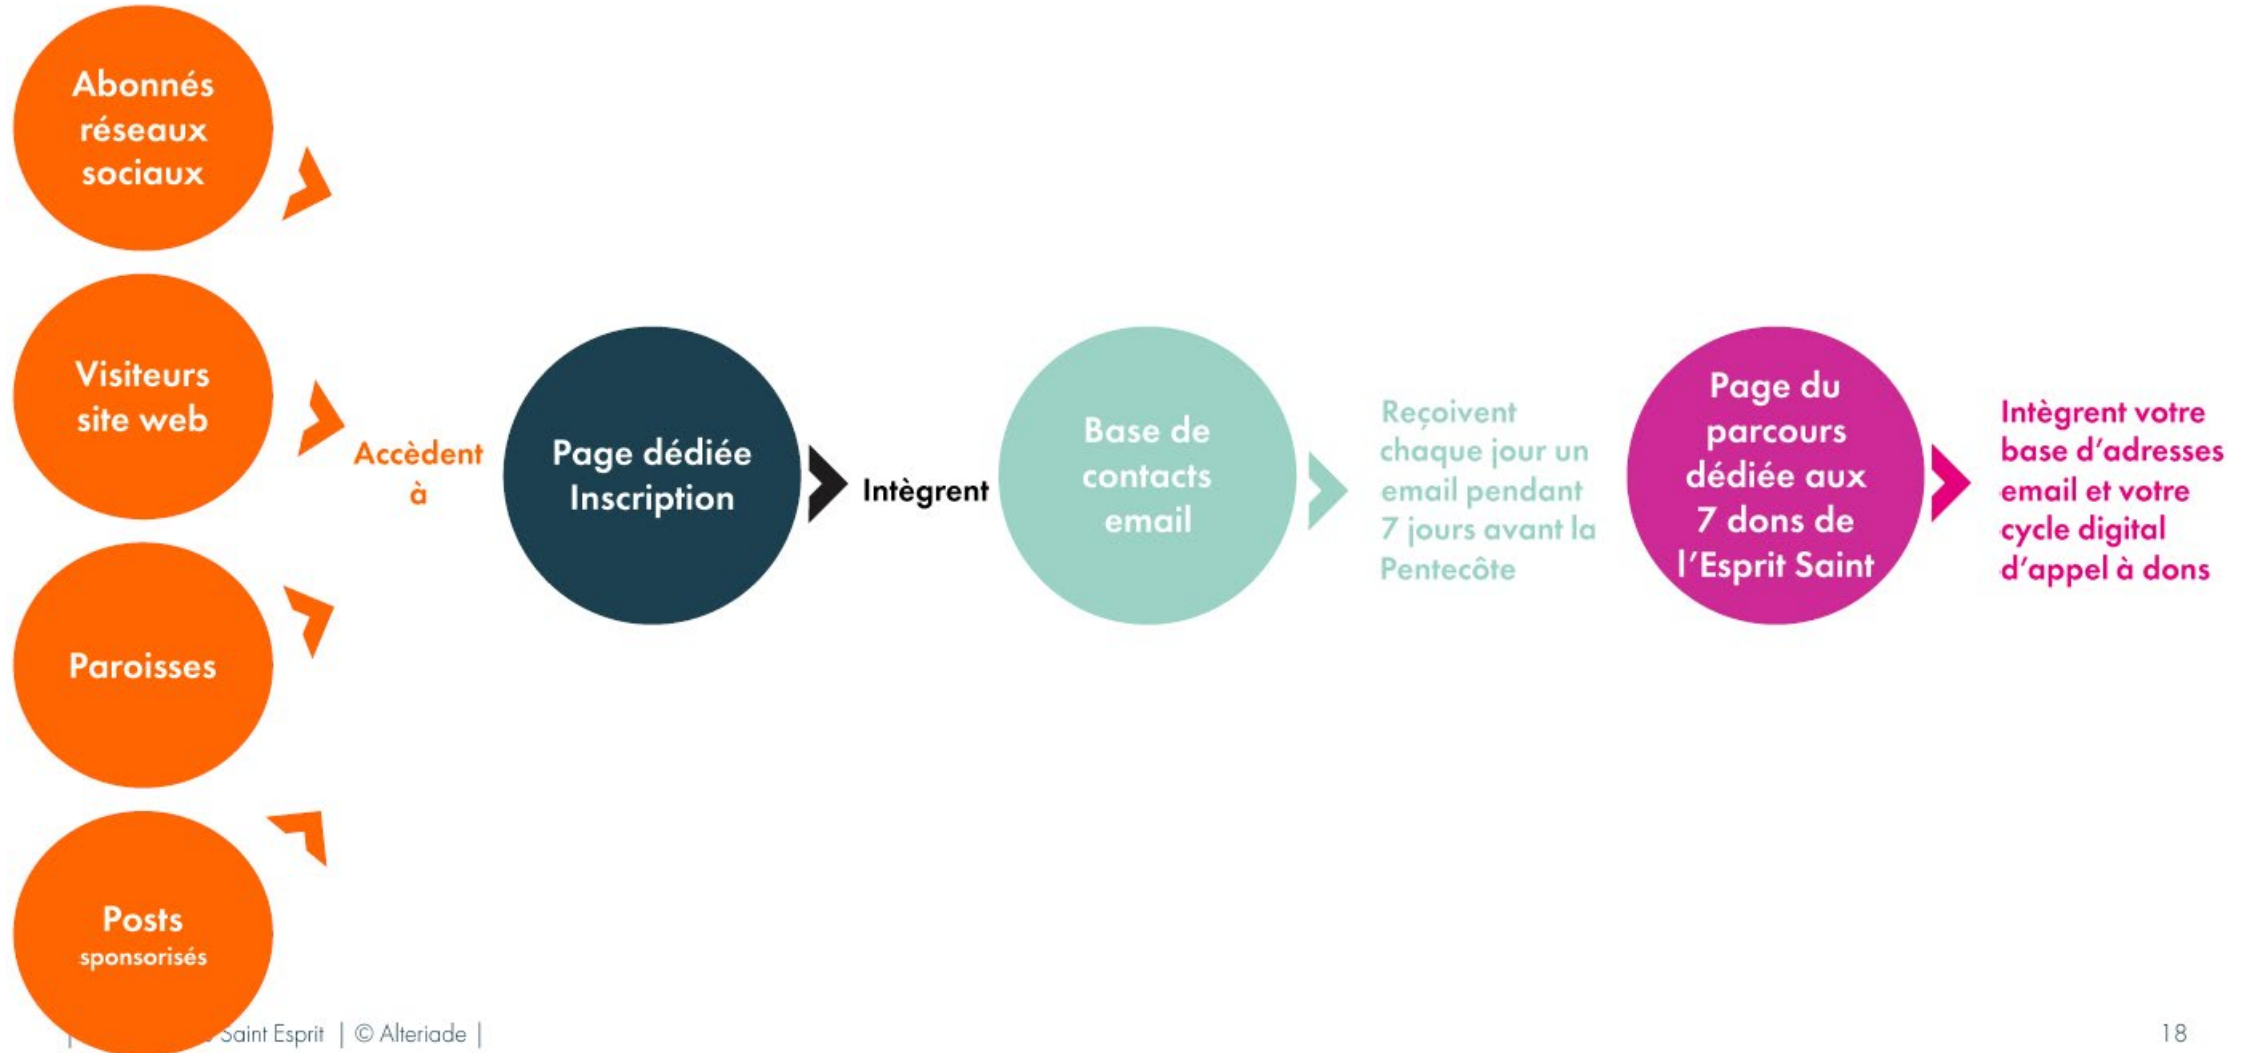 Abonnés
réseaux
sociaux
Visiteurs
site web
Paroisses
Posts
sponsorisés
Accèdent
à
Page dédiée
Inscription
Intègrent
Base de
contacts
email
Reçoivent
chaque jour un
email pendant
7 jours avant la
Pentecôte
Page du
parcours
dédiée aux
7 dons de
l’Esprit Saint
Intègrent votre
base d’adresses
email et votre
cycle digital
d’appel à dons
Saint Esprit | © Alteriade |
18